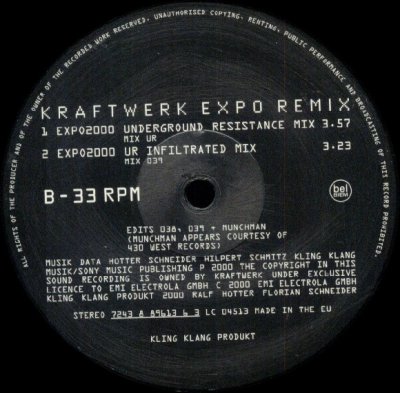 ALL RIGHTS OF THE PRODUCER AND OF THE OWNER OF THE RECORDED WORK RESERVED. UNAUTHORISED COPYING, RENTING, PUBLIC PERFORMANCE AND BROADCASTING OF THIS RECORD PROHIBITED.
KRAFTWERK EXPO REMIX
1 EXPO2000 UNDERGROUND RESISTANCE MIX 3.57
MIX UR
2 EXPO2000 UR INFILTRATED MIX 3.23
MIX 039
B-33 RPM
bel
BIEM
EDITS 038, 039 + MUNCHMAN
(MUNCHMAN APPEARS COURTESY OF
430 WEST RECORDS)
MUSIK DATA HÜTTER SCHNEIDER HILPERT SCHMITZ KLING KLANG
MUSIK/SONY MUSIC PUBLISHING P 2000 THE COPYRIGHT IN THIS
SOUND RECORDING IS OWNED BY KRAFTWERK UNDER EXCLUSIVE
LICENCE TO EMI ELECTROLA GMBH C 2000 EMI ELECTROLA GMBH
KLING KLANG PRODUKT 2000 RALF HÜTTER FLORIAN SCHNEIDER
STEREO 7243 8 89613 6 3 LC 04513 MADE IN THE EU
KLING KLANG PRODUKT